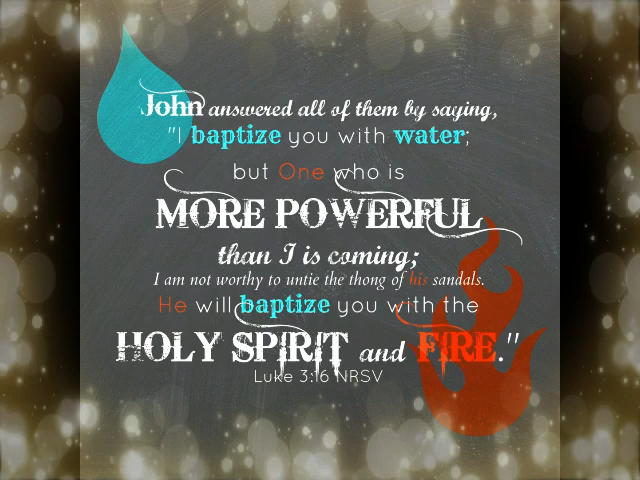 John answered all of them by saying,
"I baptize you with water;
but One who is
MORE POWERFUL
than I is coming;
I am not worthy to untie the thong of his sandals.
He will baptize you with the
HOLY SPIRIT and FIRE."
Luke 3:16 NRSV